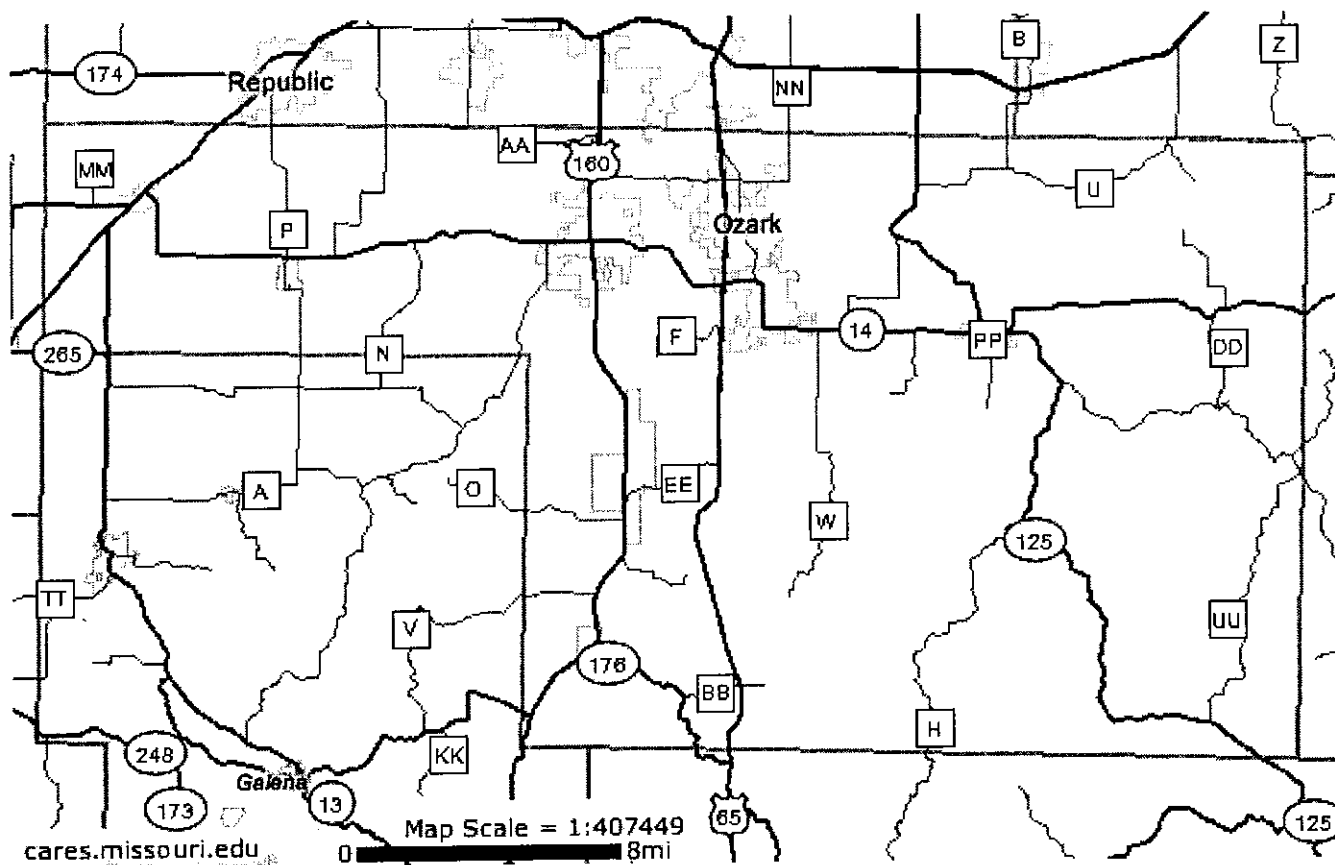 B
Z
174
Republic
NN
AA
160
MM
U
P
Ozark
F
14
PP
265
N
DD
A
O
EE
W
125
TT
V
UU
176
BB
H
248
KK
Galena
13
173
65
125
Map Scale = 1:407449
cares.missouri.edu
0 8mi